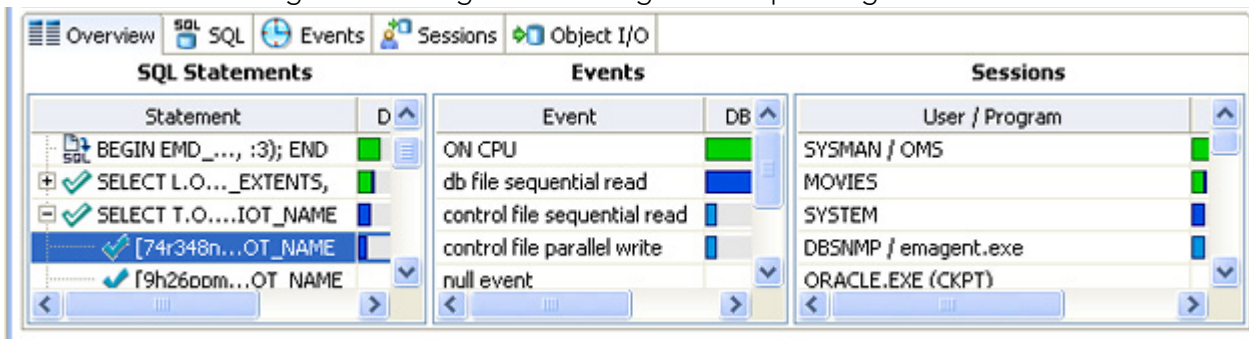 Overview SQL Events Sessions Object I/O
SQL Statements Events Sessions
Statement D Event DB User / Program
BEGIN EMD_..., :3); END ON CPU SYSMAN / OMS
SELECT L.O..._EXTENTS, db file sequential read MOVIES
SELECT T.O....IOT_NAME control file sequential read SYSTEM
[74r348n...OT_NAME control file parallel write DBSNMP / emagent.exe
[9h26ppm...OT_NAME null event ORACLE.EXE (CKPT)